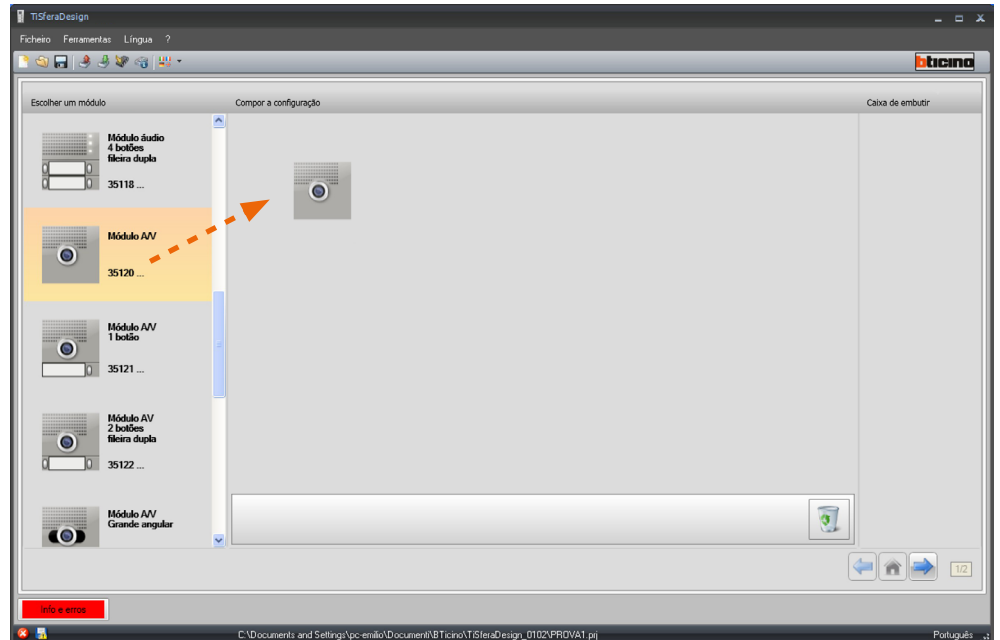 TiSferaDesign
Ficheiro Ferramentas Língua ?
bticino
Escolher um módulo
Compor a configuração
Caixa de embutir
Módulo áudio
4 botões
fileira dupla
35118 ...
Módulo A/V
35120 ...
Módulo A/V
1 botão
35121 ...
Módulo AV
2 botões
fileira dupla
35122 ...
Módulo A/V
Grande angular
1/2
Info e erros
C:\Documents and Settings\pc-emilio\Documenti\BTicino\TiSferaDesign_0102\PROVA1.prj
Português